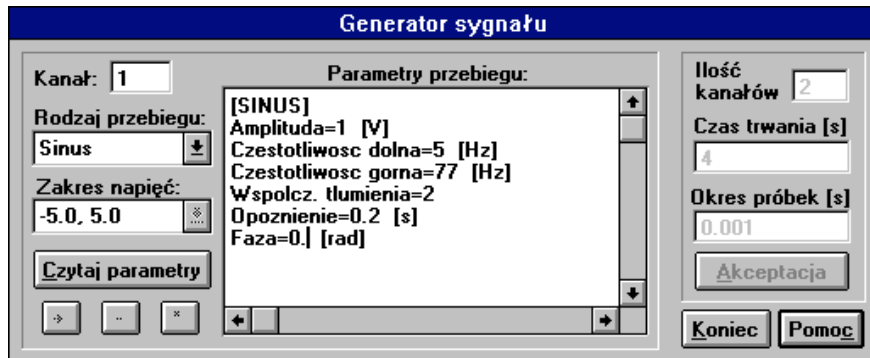 Generator sygnału
Kanał: 1
Rodzaj przebiegu:
Sinus
Zakres napięć:
-5.0, 5.0
Czytaj parametry
Parametry przebiegu:
[SINUS]
Amplituda=1 [V]
Czestotliwosc dolna=5 [Hz]
Czestotliwosc gorna=77 [Hz]
Wspolcz. tlumienia=2
Opoznienie=0.2 [s]
Faza=0. [rad]
Ilość
kanałów 2
Czas trwania [s]
4
Okres próbek [s]
0.001
Akceptacja
Koniec Pomoc